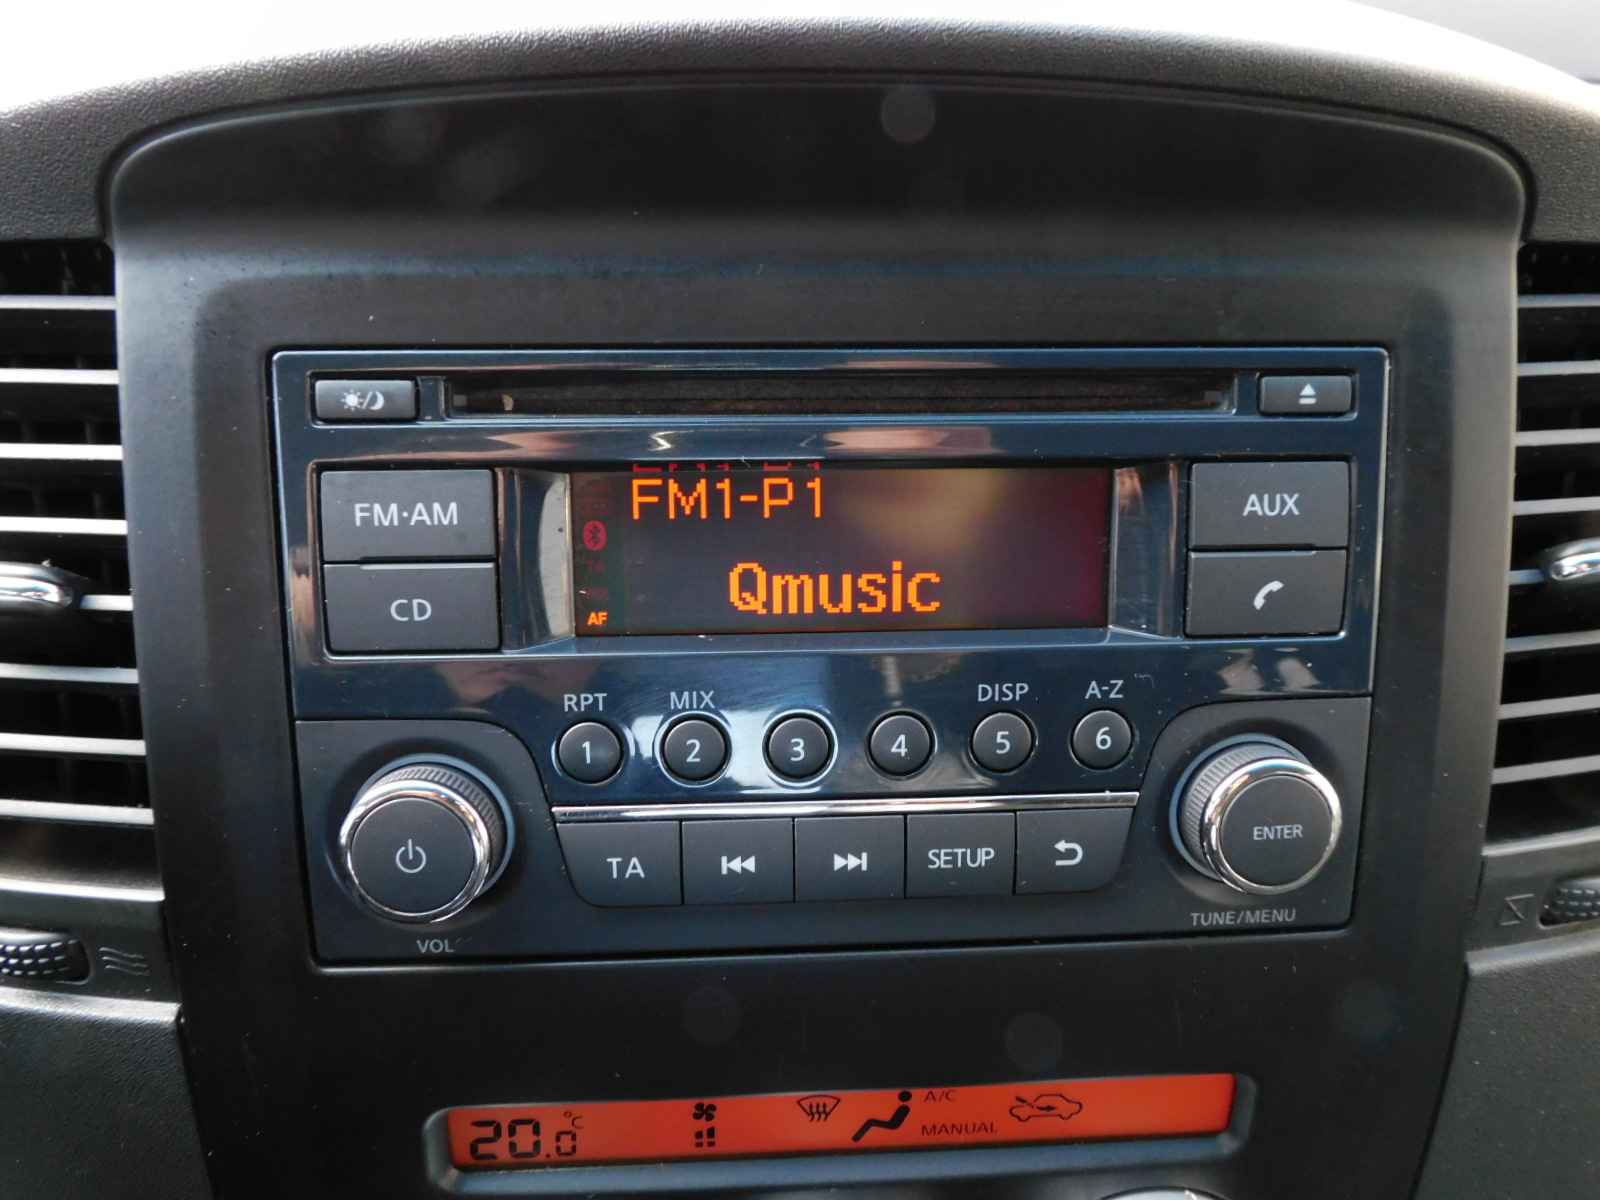 FM·AM
CD
FM1-P1
Qmusic
AF
AUX
RPT
MIX
DISP
A-Z
1
2
3
4
5
6
TA
SETUP
ENTER
VOL
TUNE/MENU
20.0°C
A/C
MANUAL